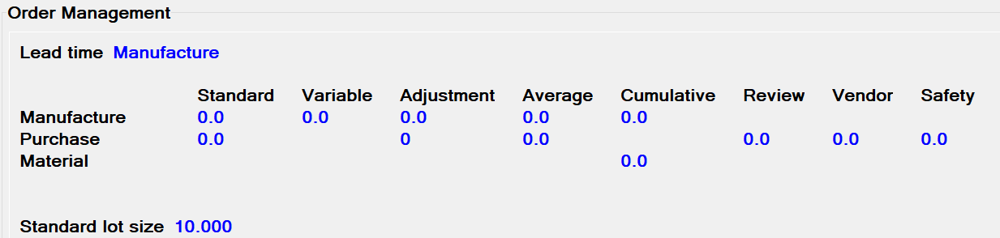 Order Management
Lead time Manufacture
Standard Variable Adjustment Average Cumulative Review Vendor Safety
Manufacture 0.0 0.0 0.0 0.0 0.0
Purchase 0.0 0 0.0 0.0 0.0 0.0
Material 0.0
Standard lot size 10.000